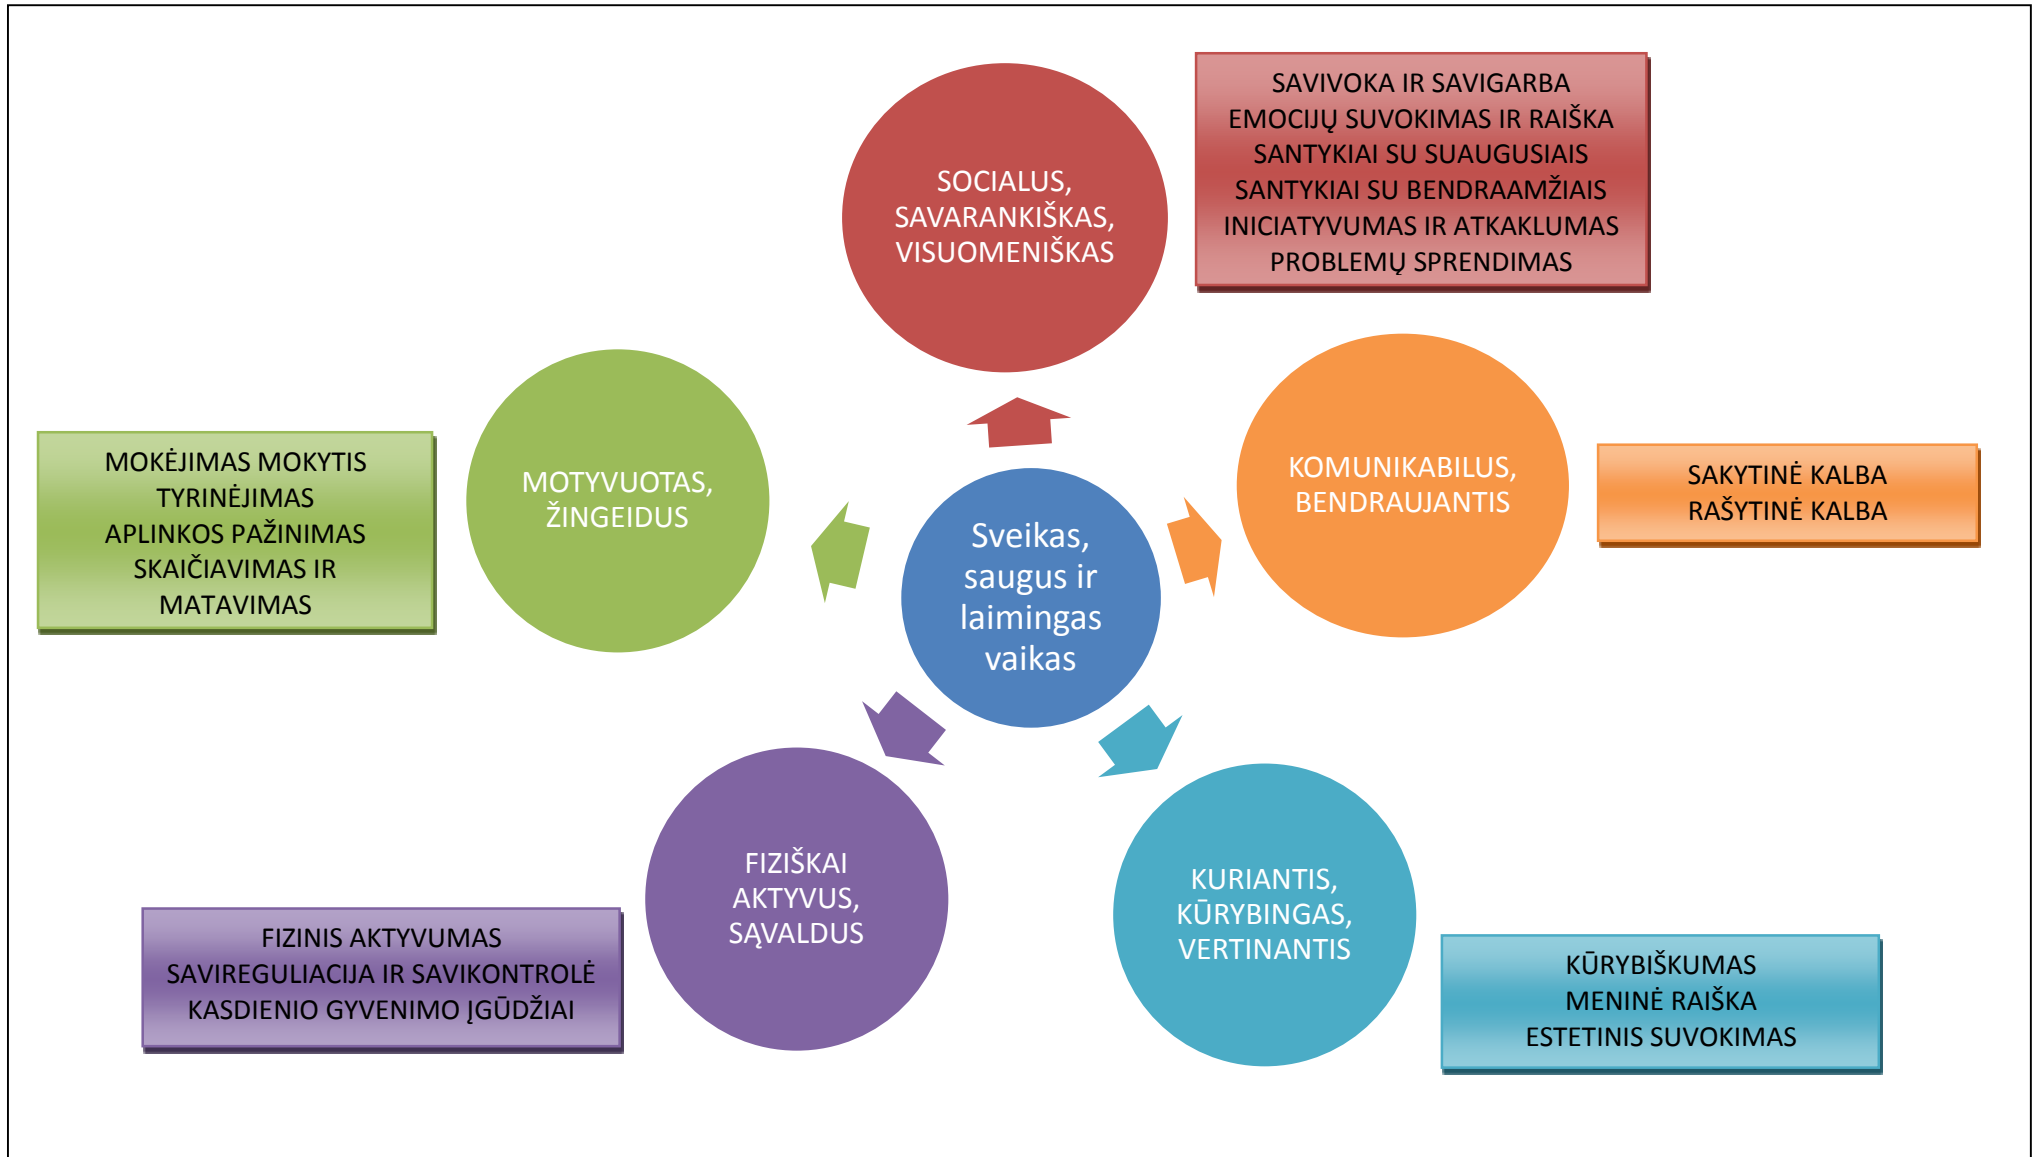 SOCIALUS,
SAVARANKIŠKAS,
VISUOMENIŠKAS
SAVIVOKA IR SAVIGARBA
EMOCIJŲ SUVOKIMAS IR RAIŠKA
SANTYKIAI SU SUAUGUSIAIS
SANTYKIAI SU BENDRAAMŽIAIS
INICIATYVUMAS IR ATKAKLUMAS
PROBLEMŲ SPRENDIMAS
MOKĖJIMAS MOKYTIS
TYRINĖJIMAS
APLINKOS PAŽINIMAS
SKAIČIAVIMAS IR
MATAVIMAS
MOTYVUOTAS,
ŽINGEIDUS
Sveikas,
saugus ir
laimingas
vaikas
KOMUNIKABILUS,
BENDRAUJANTIS
SAKYTINĖ KALBA
RAŠYTINĖ KALBA
FIZINIS AKTYVUMAS
SAVIREGULIACIJA IR SAVIKONTROLĖ
KASDIENIO GYVENIMO ĮGŪDŽIAI
FIZIŠKAI
AKTYVUS,
SĄVALDUS
KURIANTIS,
KŪRYBINGAS,
VERTINANTIS
KŪRYBIŠKUMAS
MENINĖ RAIŠKA
ESTETINIS SUVOKIMAS